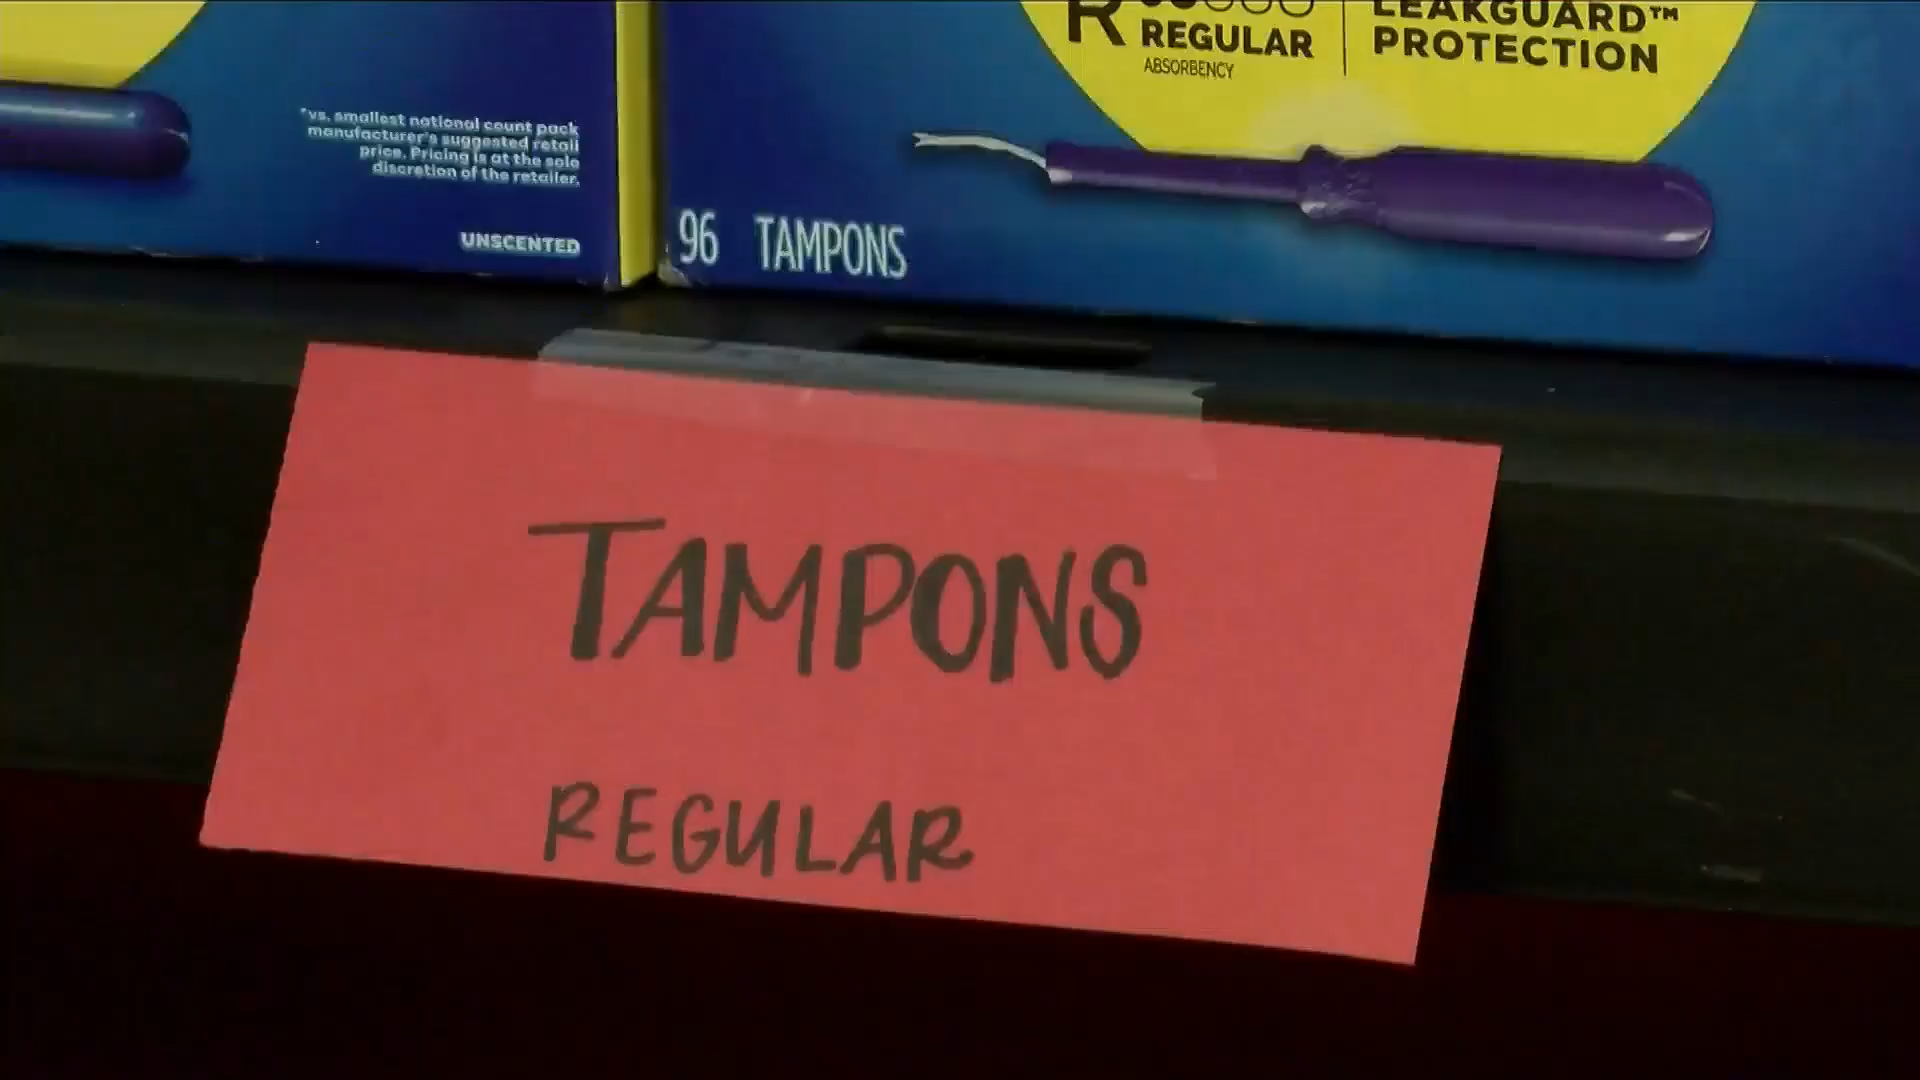 R REGULAR
ABSORBENCY
LEAKGUARD™
PROTECTION
*vs. smallest national count pack
manufacturer's suggested retail
price. Pricing is at the sole
discretion of the retailer.
UNSCENTED
96 TAMPONS
TAMPONS
REGULAR